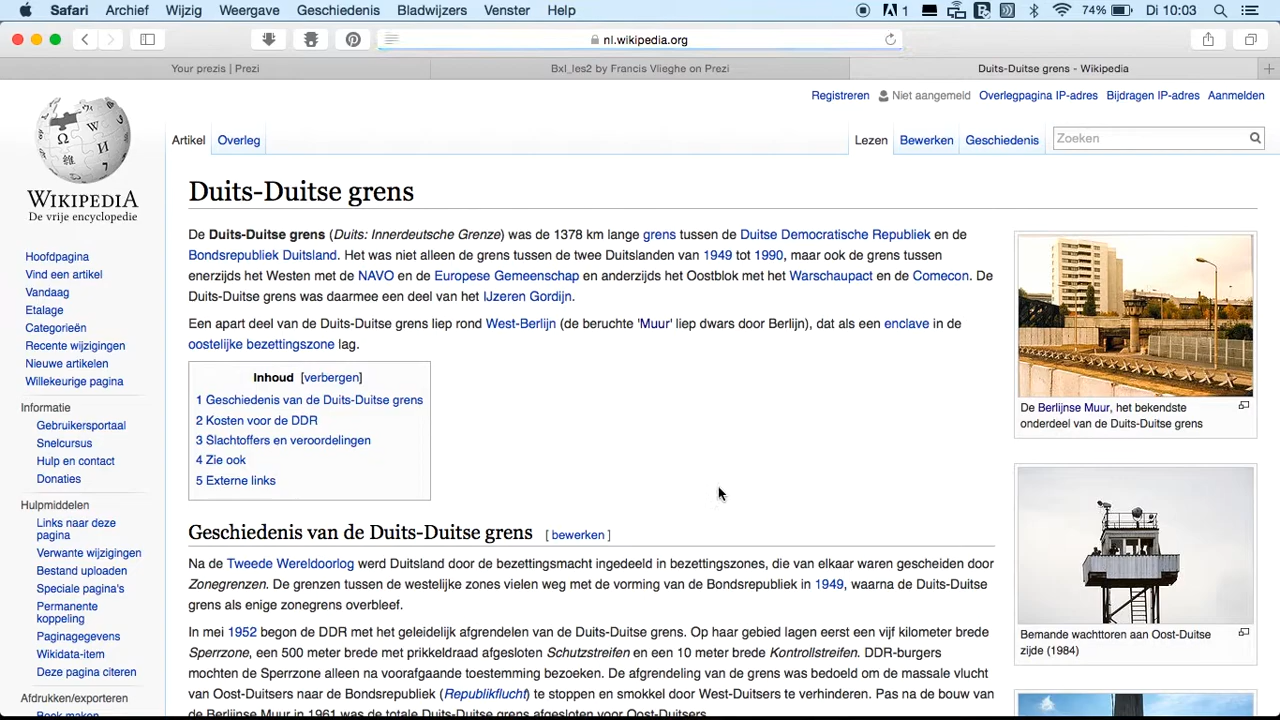 Safari Archief Wijzig Weergave Geschiedenis Bladwijzers Venster Help 1 74% Di 10:03
nl.wikipedia.org
Your prezis | Prezi Bxl_les2 by Francis Vlieghe on Prezi Duits-Duitse grens - Wikipedia
Registreren Niet aangemeld Overlegpagina IP-adres Bijdragen IP-adres Aanmelden
Artikel Overleg Lezen Bewerken Geschiedenis Zoeken
WIKIPEDIA
De vrije encyclopedie
Hoofdpagina
Vind een artikel
Vandaag
Etalage
Categorieën
Recente wijzigingen
Nieuwe artikelen
Willekeurige pagina
Informatie
Gebruikersportaal
Snelcursus
Hulp en contact
Donaties
Hulpmiddelen
Links naar deze
pagina
Verwante wijzigingen
Bestand uploaden
Speciale pagina's
Permanente
koppeling
Paginagegevens
Wikidata-item
Deze pagina citeren
Afdrukken/exporteren
Boek maken
Duits-Duitse grens
De Duits-Duitse grens (Duits: Innerdeutsche Grenze) was de 1378 km lange grens tussen de Duitse Democratische Republiek en de
Bondsrepubliek Duitsland. Het was niet alleen de grens tussen de twee Duitslanden van 1949 tot 1990, maar ook de grens tussen
enerzijds het Westen met de NAVO en de Europese Gemeenschap en anderzijds het Oostblok met het Warschaupact en de Comecon. De
Duits-Duitse grens was daarmee een deel van het IJzeren Gordijn.
Een apart deel van de Duits-Duitse grens liep rond West-Berlijn (de beruchte 'Muur' liep dwars door Berlijn), dat als een enclave in de
oostelijke bezettingszone lag.
Inhoud [verbergen]
1 Geschiedenis van de Duits-Duitse grens
2 Kosten voor de DDR
3 Slachtoffers en veroordelingen
4 Zie ook
5 Externe links
Geschiedenis van de Duits-Duitse grens [ bewerken ]
Na de Tweede Wereldoorlog werd Duitsland door de bezettingsmacht ingedeeld in bezettingszones, die van elkaar waren gescheiden door
Zonegrenzen. De grenzen tussen de westelijke zones vielen weg met de vorming van de Bondsrepubliek in 1949, waarna de Duits-Duitse
grens als enige zonegrens overbleef.
In mei 1952 begon de DDR met het geleidelijk afgrendelen van de Duits-Duitse grens. Op haar gebied lagen eerst een vijf kilometer brede
Sperrzone, een 500 meter brede met prikkeldraad afgesloten Schutzstreifen en een 10 meter brede Kontrollstreifen. DDR-burgers
mochten de Sperrzone alleen na voorafgaande toestemming bezoeken. De afgrendeling van de grens was bedoeld om de massale vlucht
van Oost-Duitsers naar de Bondsrepubliek (Republikflucht) te stoppen en smokkel door West-Duitsers te verhinderen. Pas na de bouw van
de Berlijnse Muur in 1961 was de totale Duits-Duitse grens afgesloten voor Oost-Duitsers.
De Berlijnse Muur, het bekendste
onderdeel van de Duits-Duitse grens
Bemande wachttoren aan Oost-Duitse
zijde (1984)